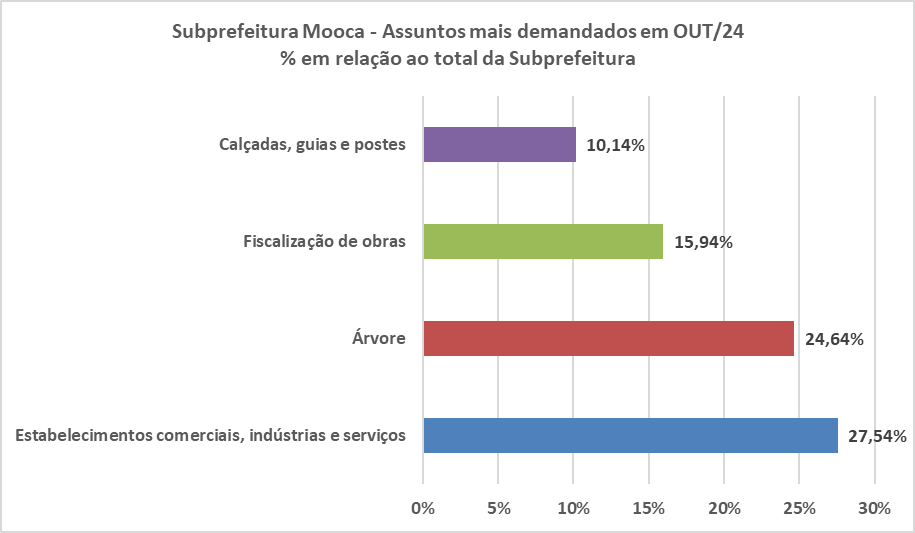 Subprefeitura Mooca - Assuntos mais demandados em OUT/24
% em relação ao total da Subprefeitura
Calçadas, guias e postes
10,14%
Fiscalização de obras
15,94%
Árvore
24,64%
Estabelecimentos comerciais, indústrias e serviços
27,54%
0%
5%
10%
15%
20%
25%
30%